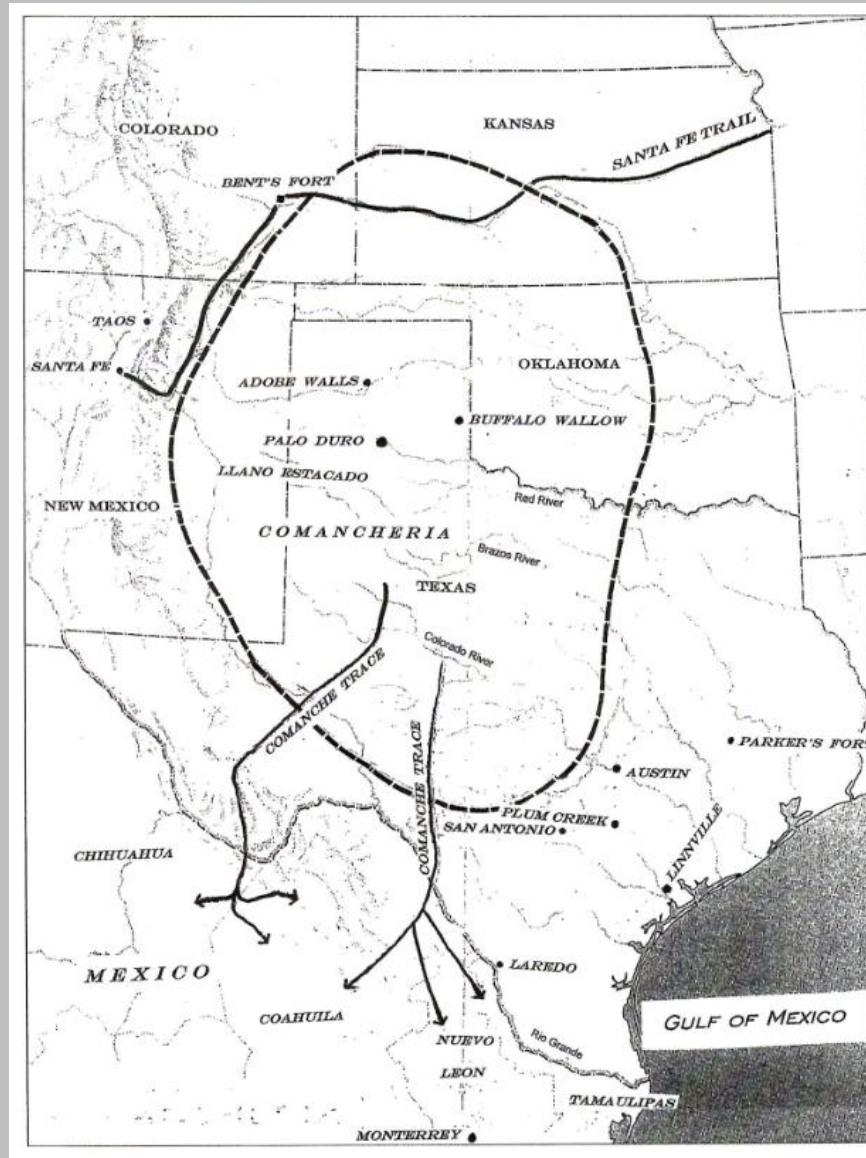 COLORADO
KANSAS
SANTA FE TRAIL
BENT'S FORT
TAOS
SANTA FE
OKLAHOMA
ADOBE WALLS
BUFFALO WALLOW
PALO DURO
LLANO ESTACADO
NEW MEXICO
Red River
COMANCHERIA
Brazos River
TEXAS
Colorado River
COMANCHE TRACE
COMANCHE TRACE
PARKER'S FORT
AUSTIN
PLUM CREEK
SAN ANTONIO
LINNVILLE
CHIHUAHUA
MEXICO
LAREDO
COAHUILA
GULF OF MEXICO
NUEVO
LEON
Rio Grande
TAMAULIPAS
MONTERREY